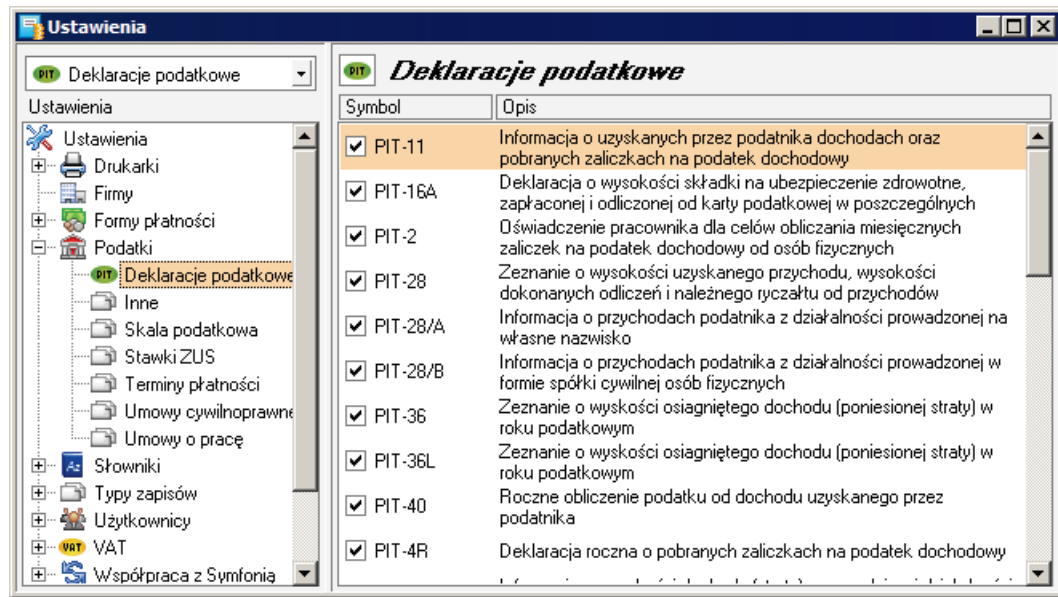 Ustawienia
PIT Deklaracje podatkowe
Ustawienia
Ustawienia
Drukarki
Firmy
Formy płatności
Podatki
PIT Deklaracje podatkowe
Inne
Skala podatkowa
Stawki ZUS
Terminy płatności
Umowy cywilnoprawne
Umowy o pracę
Az Słowniki
Typy zapisów
Użytkownicy
VAT VAT
Współpraca z Symfonią
PIT Deklaracje podatkowe
Symbol Opis
PIT-11 Informacja o uzyskanych przez podatnika dochodach oraz
pobranych zaliczkach na podatek dochodowy
PIT-16A Deklaracja o wysokości składki na ubezpieczenie zdrowotne,
zapłaconej i odliczonej od karty podatkowej w poszczególnych
PIT-2 Oświadczenie pracownika dla celów obliczania miesięcznych
zaliczek na podatek dochodowy od osób fizycznych
PIT-28 Zeznanie o wysokości uzyskanego przychodu, wysokości
dokonanych odliczeń i należnego ryczałtu od przychodów
PIT-28/A Informacja o przychodach podatnika z działalności prowadzonej na
własne nazwisko
PIT-28/B Informacja o przychodach podatnika z działalności prowadzonej w
formie spółki cywilnej osób fizycznych
PIT-36 Zeznanie o wyskości osiagniętego dochodu (poniesionej straty) w
roku podatkowym
PIT-36L Zeznanie o wyskości osiagniętego dochodu (poniesionej straty) w
roku podatkowym
PIT-40 Roczne obliczenie podatku od dochodu uzyskanego przez
podatnika
PIT-4R Deklaracja roczna o pobranych zaliczkach na podatek dochodowy